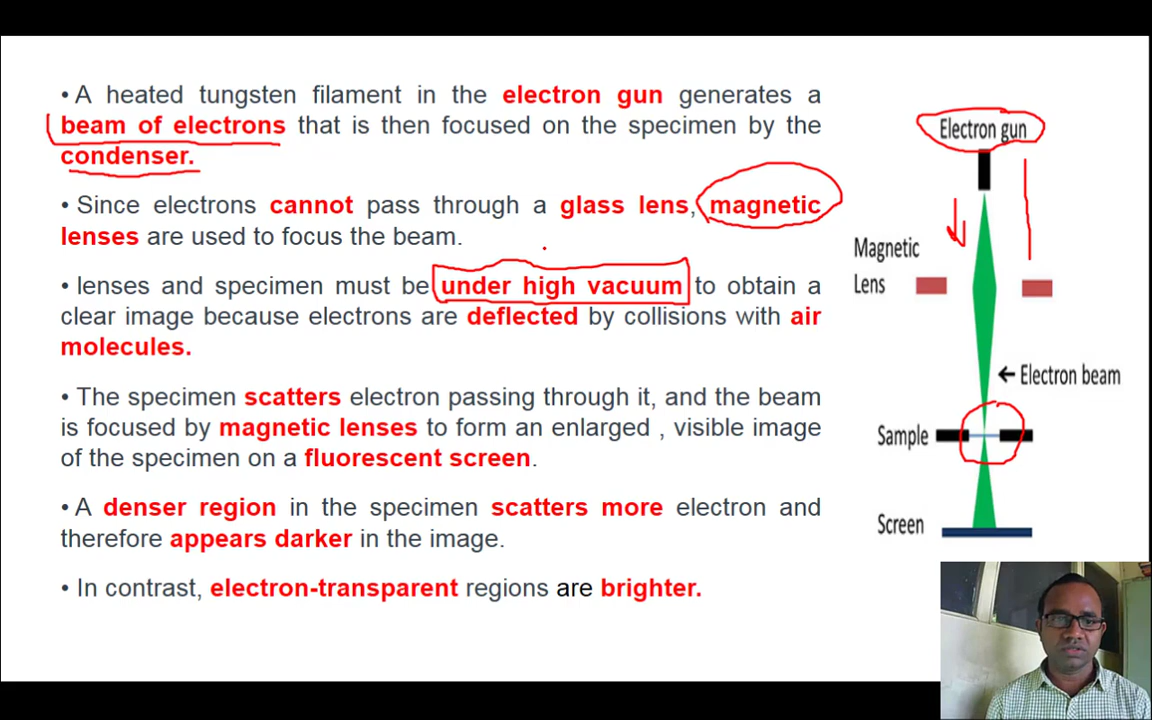 • A heated tungsten filament in the electron gun generates a
beam of electrons that is then focused on the specimen by the
condenser.
• Since electrons cannot pass through a glass lens, magnetic
lenses are used to focus the beam.
• lenses and specimen must be under high vacuum to obtain a
clear image because electrons are deflected by collisions with air
molecules.
• The specimen scatters electron passing through it, and the beam
is focused by magnetic lenses to form an enlarged , visible image
of the specimen on a fluorescent screen.
• A denser region in the specimen scatters more electron and
therefore appears darker in the image.
• In contrast, electron-transparent regions are brighter.
Electron gun
Magnetic
Lens
← Electron beam
Sample
Screen